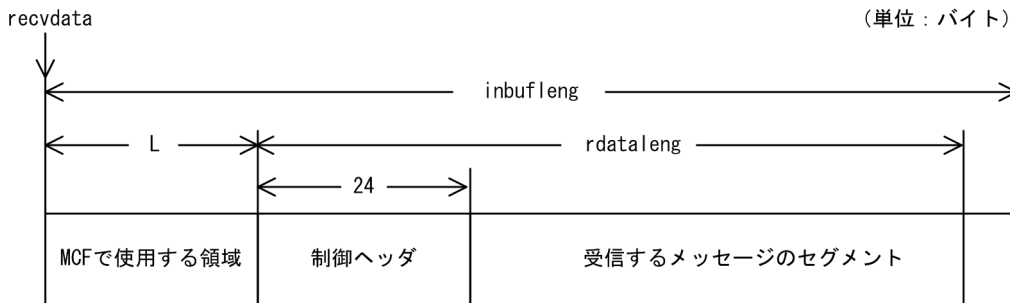 recvdata
(単位:バイト)
inbufleng
L
rdataleng
24
MCFで使用する領域
制御ヘッダ
受信するメッセージのセグメント